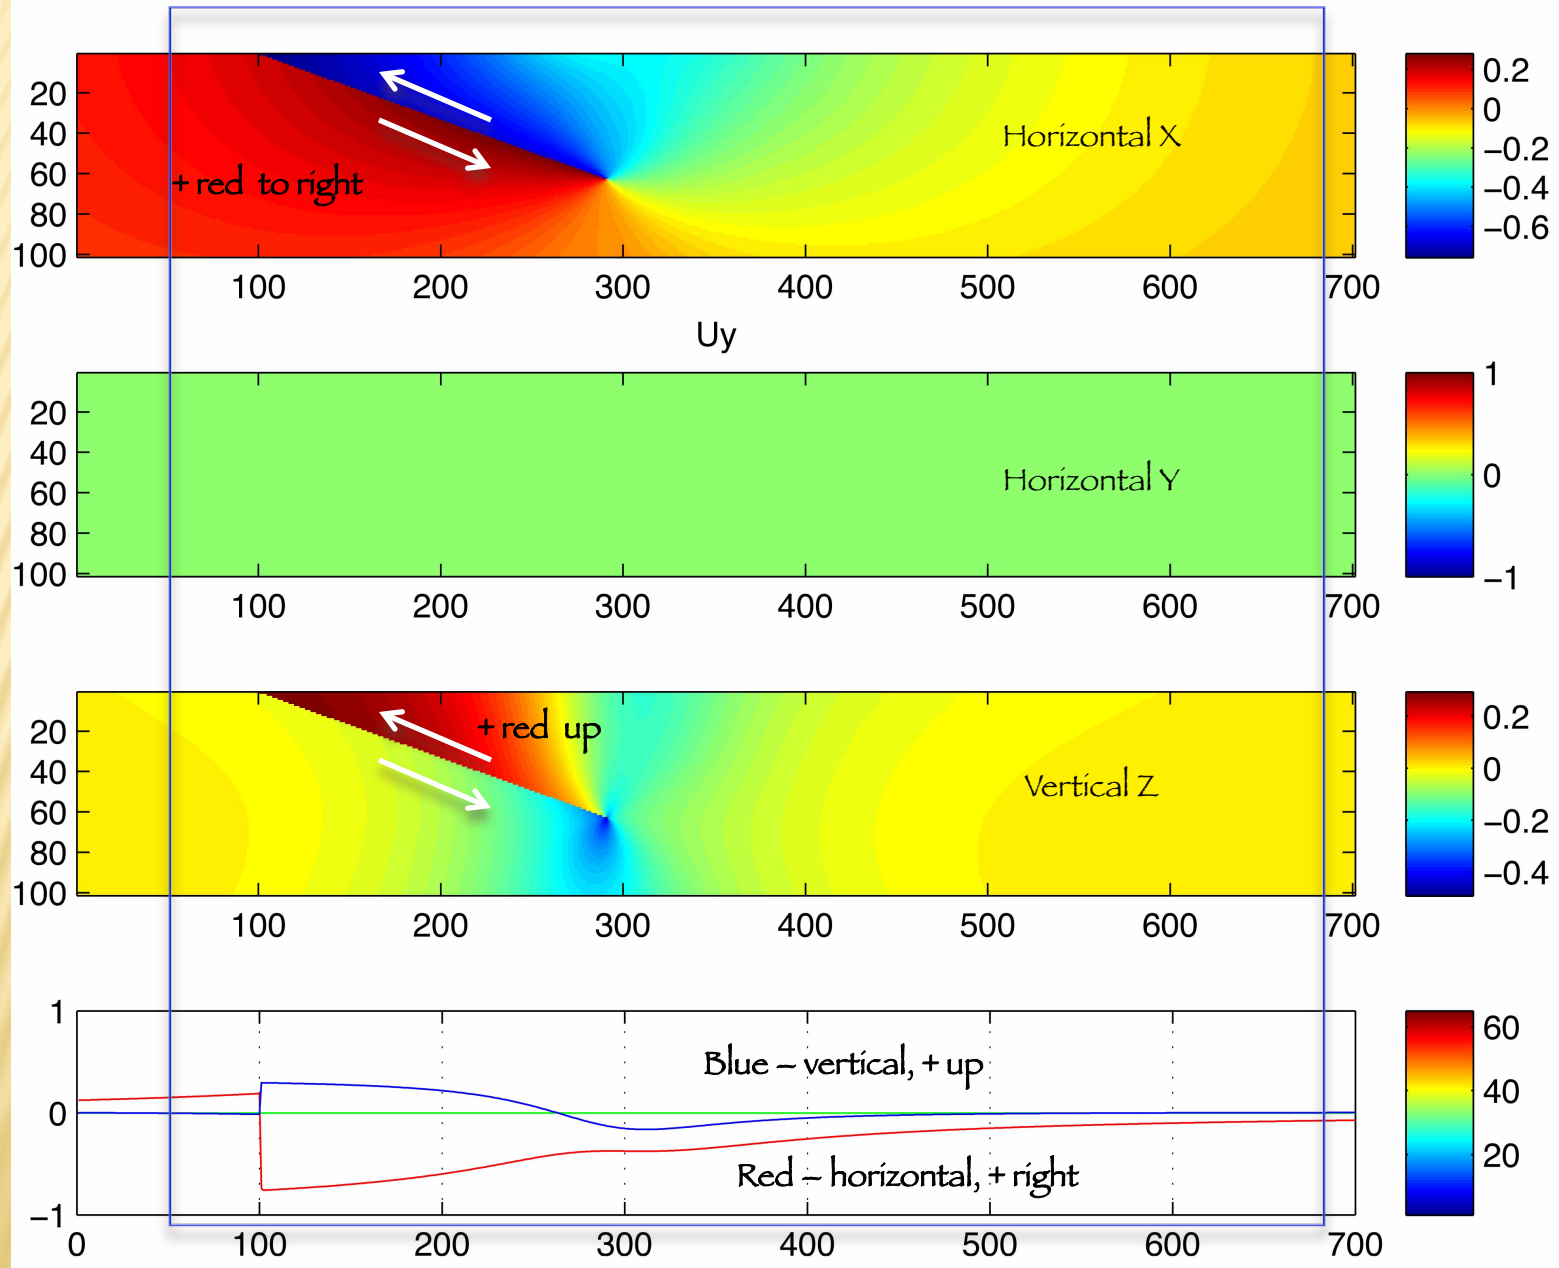 20
40
60
80
100
+ red to right
Horizontal X
0.2
0
−0.2
−0.4
−0.6
100 200 300 400 500 600 700
Uy
20
40
60
80
100
Horizontal Y
1
0
−1
100 200 300 400 500 600 700
20
40
60
80
100
+ red up
Vertical Z
0.2
0
−0.2
−0.4
100 200 300 400 500 600 700
1
0
−1
Blue – vertical, + up
Red – horizontal, + right
60
40
20
0 100 200 300 400 500 600 700